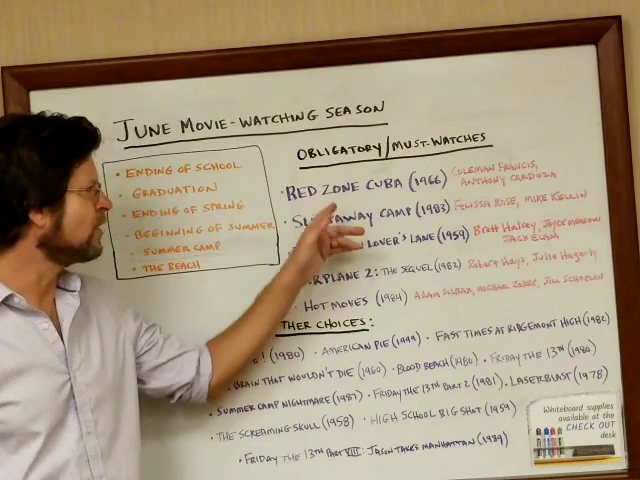 JUNE MOVIE-WATCHING SEASON
• ENDING OF SCHOOL
• GRADUATION
• ENDING OF SPRING
• BEGINNING OF SUMMER
• SUMMER CAMP
• THE BEACH
OBLIGATORY/MUST-WATCHES
• RED ZONE CUBA (1966) COLEMAN FRANCIS,
ANTHONY CARDOZA
• CAMP (1983) FELISSA ROSE, MIKE KELLIN
LOVER'S LANE (1959) Brett Halsey, JOYCE MEADOWS
JACK ELAM
RPLANE 2: THE SEQUEL (1982) Robert Hays, Julie Hagerty
HOT MOVES (1984) ADAM SILBAR, MICHAEL ZOREK, JILL SCHOELEN
THER CHOICES:
! (1980) • AMERICAN PIE (1999) • FAST TIMES AT RIDGEMONT HIGH (1982)
BRAIN THAT WOULDN'T DIE (1960) • BLOOD BEACH (1980) • FRIDAY THE 13TH (1980)
• SUMMER CAMP NIGHTMARE (1987) • FRIDAY THE 13TH PART 2 (1981) • LASERBLAST (1978)
• THE SCREAMING SKULL (1958) • HIGH SCHOOL BIG SHOT (1959)
• FRIDAY THE 13TH PART VIII: JASON TAKES MANHATTAN (1989)
Whiteboard supplies
available at the
CHECK OUT
desk